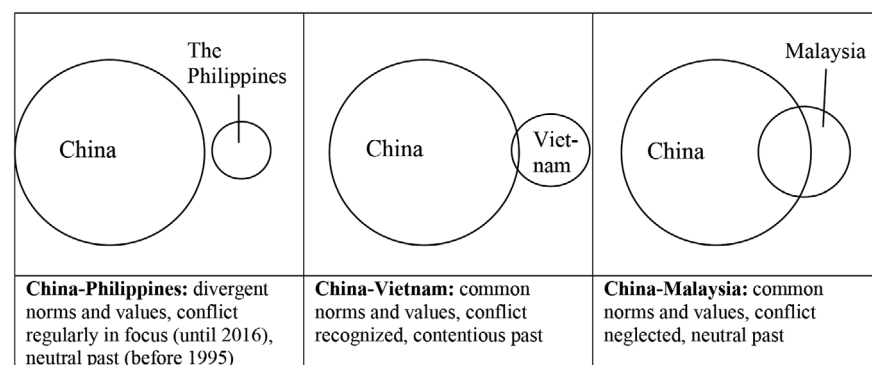 The
Philippines
China
China
Viet-
nam
Malaysia
China
China-Philippines: divergent
norms and values, conflict
regularly in focus (until 2016),
neutral past (before 1995)
China-Vietnam: common
norms and values, conflict
recognized, contentious past
China-Malaysia: common
norms and values, conflict
neglected, neutral past